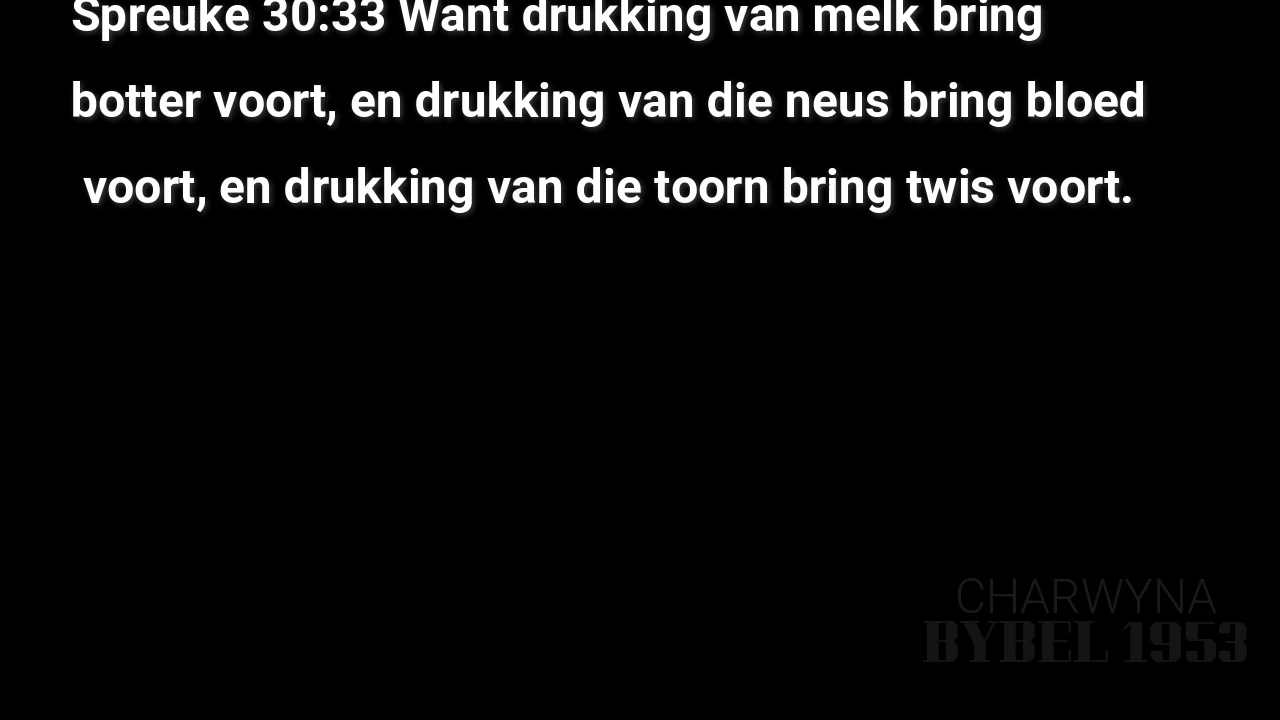 Spreuke 30:33 Want drukking van melk bring
botter voort, en drukking van die neus bring bloed
voort, en drukking van die toorn bring twis voort.
CHARWYNA
BYBEL 1953